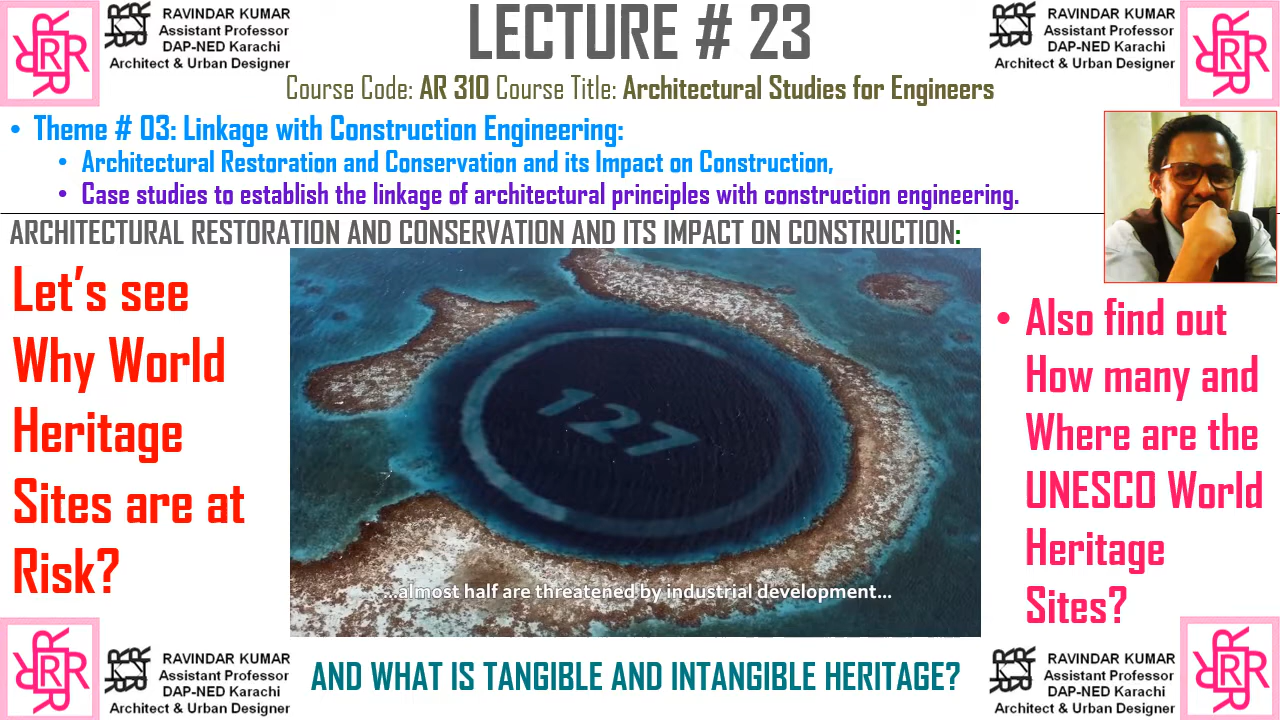 RAVINDAR KUMAR
Assistant Professor
DAP-NED Karachi
Architect & Urban Designer
LECTURE # 23
RAVINDAR KUMAR
Assistant Professor
DAP-NED Karachi
Architect & Urban Designer
Course Code: AR 310 Course Title: Architectural Studies for Engineers
• Theme # 03: Linkage with Construction Engineering:
• Architectural Restoration and Conservation and its Impact on Construction,
• Case studies to establish the linkage of architectural principles with construction engineering.
ARCHITECTURAL RESTORATION AND CONSERVATION AND ITS IMPACT ON CONSTRUCTION:
Let's see
Why World
Heritage
Sites are at
Risk?
127
...almost half are threatened by industrial development...
• Also find out
How many and
Where are the
UNESCO World
Heritage
Sites?
RAVINDAR KUMAR
Assistant Professor
DAP-NED Karachi
Architect & Urban Designer
AND WHAT IS TANGIBLE AND INTANGIBLE HERITAGE?
RAVINDAR KUMAR
Assistant Professor
DAP-NED Karachi
Architect & Urban Designer